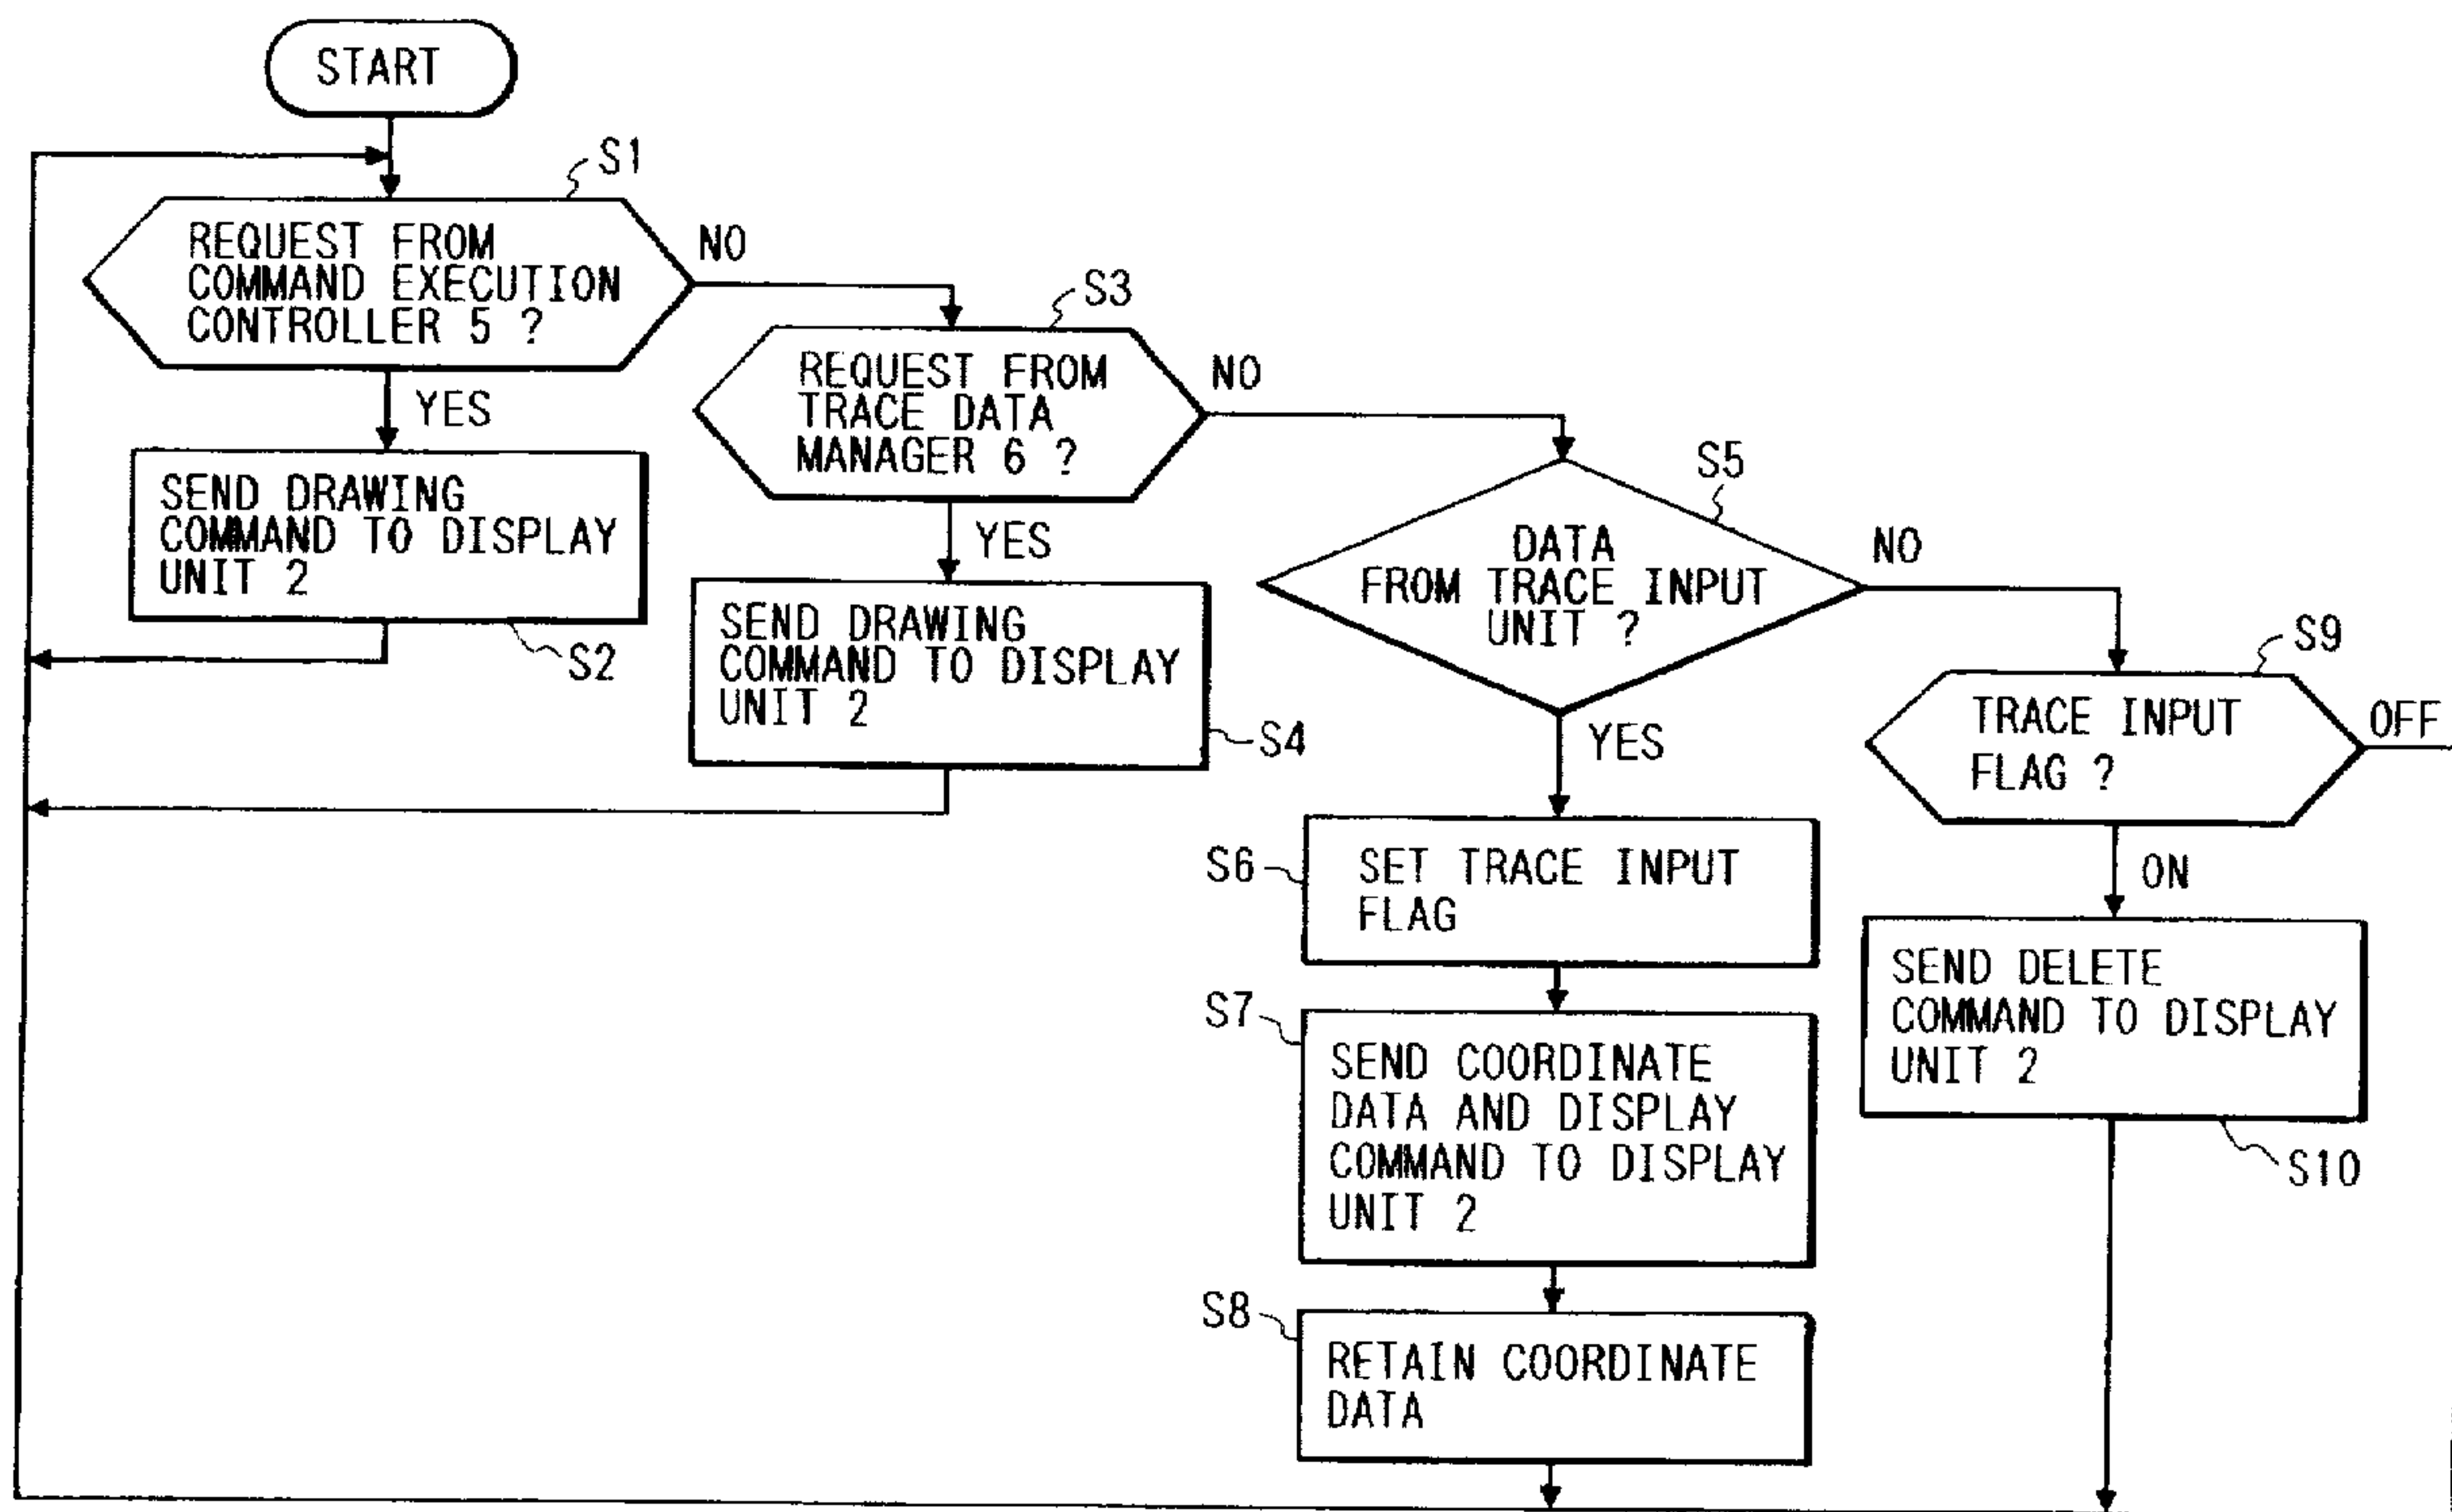 START
S1
REQUEST FROM
COMMAND EXECUTION
CONTROLLER 5 ?
NO
YES
SEND DRAWING
COMMAND TO DISPLAY
UNIT 2
S2
S3
REQUEST FROM
TRACE DATA
MANAGER 6 ?
NO
YES
SEND DRAWING
COMMAND TO DISPLAY
UNIT 2
S4
S5
DATA
FROM TRACE INPUT
UNIT ?
NO
YES
S6
SET TRACE INPUT
FLAG
S7
SEND COORDINATE
DATA AND DISPLAY
COMMAND TO DISPLAY
UNIT 2
S8
RETAIN COORDINATE
DATA
S9
TRACE INPUT
FLAG ?
OFF
ON
SEND DELETE
COMMAND TO DISPLAY
UNIT 2
S10